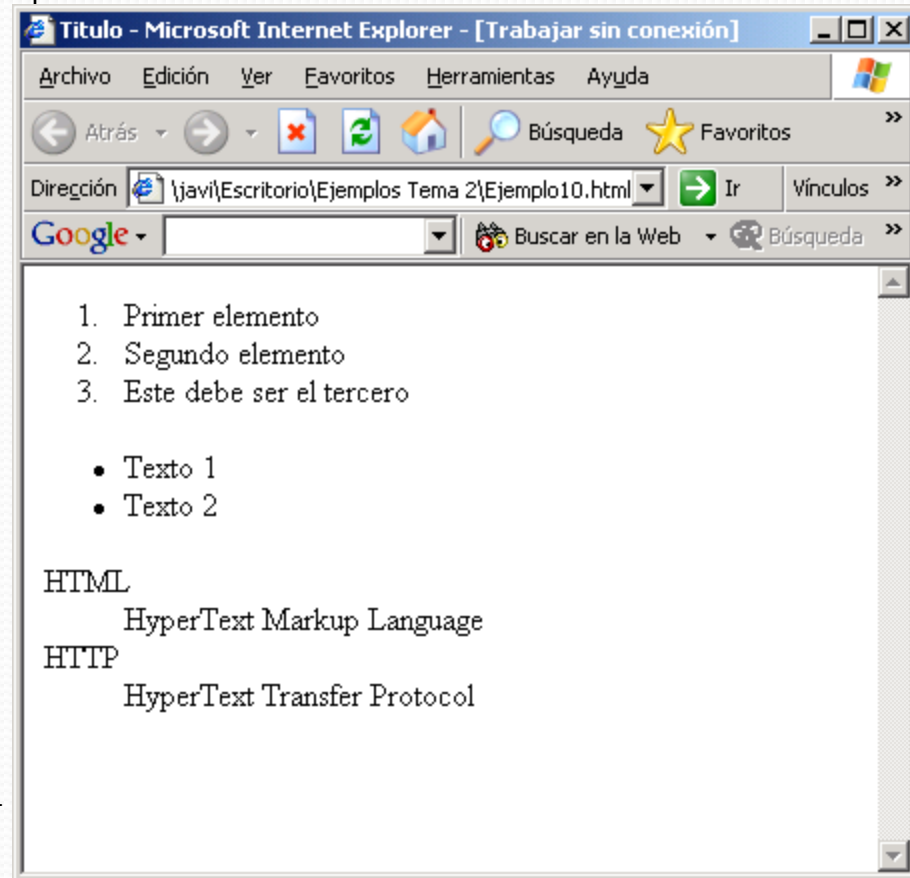 Titulo - Microsoft Internet Explorer - [Trabajar sin conexión]
Archivo Edición Ver Favoritos Herramientas Ayuda
Atrás Búsqueda Favoritos »
Dirección \javi\Escritorio\Ejemplos Tema 2\Ejemplo10.html Ir Vínculos »
Google Buscar en la Web Búsqueda »
1. Primer elemento
2. Segundo elemento
3. Este debe ser el tercero
• Texto 1
• Texto 2
HTML
HyperText Markup Language
HTTP
HyperText Transfer Protocol